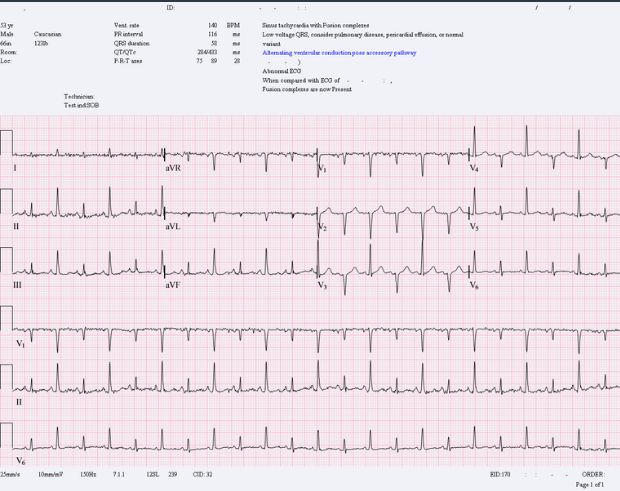 ID:
53 yr
Male Caucasian
66in 123lb
Room:
Loc:
Vent. rate 140 BPM
PR interval 116 ms
QRS duration 58 ms
QT/QTc 284/433 ms
P-R-T axes 75 89 28
Sinus tachycardia with Fusion complexes
Low voltage QRS, consider pulmonary disease, pericardial effusion, or normal
variant
Alternating ventricular conduction poss accessory pathway
- - )
Abnormal ECG
When compared with ECG of - - : ,
Fusion complexes are now Present
Technician:
Test ind:SOB
I aVR V1 V4
II aVL V2 V5
III aVF V3 V6
V1
II
V6
25mm/s 10mm/mV 150Hz 7.1.1 12SL 239 CID: 32 EID:170 : : - - ORDER:
Page 1 of 1